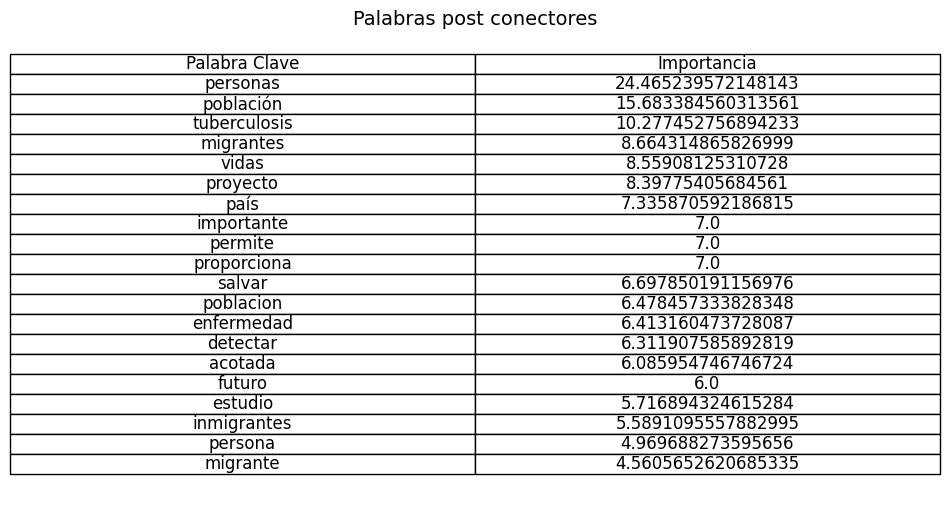 Palabras post conectores
Palabra Clave Importancia
personas 24.465239572148143
población 15.683384560313561
tuberculosis 10.277452756894233
migrantes 8.664314865826999
vidas 8.55908125310728
proyecto 8.39775405684561
país 7.335870592186815
importante 7.0
permite 7.0
proporciona 7.0
salvar 6.697850191156976
poblacion 6.478457333828348
enfermedad 6.413160473728087
detectar 6.311907585892819
acotada 6.085954746746724
futuro 6.0
estudio 5.716894324615284
inmigrantes 5.5891095557882995
persona 4.969688273595656
migrante 4.5605652620685335